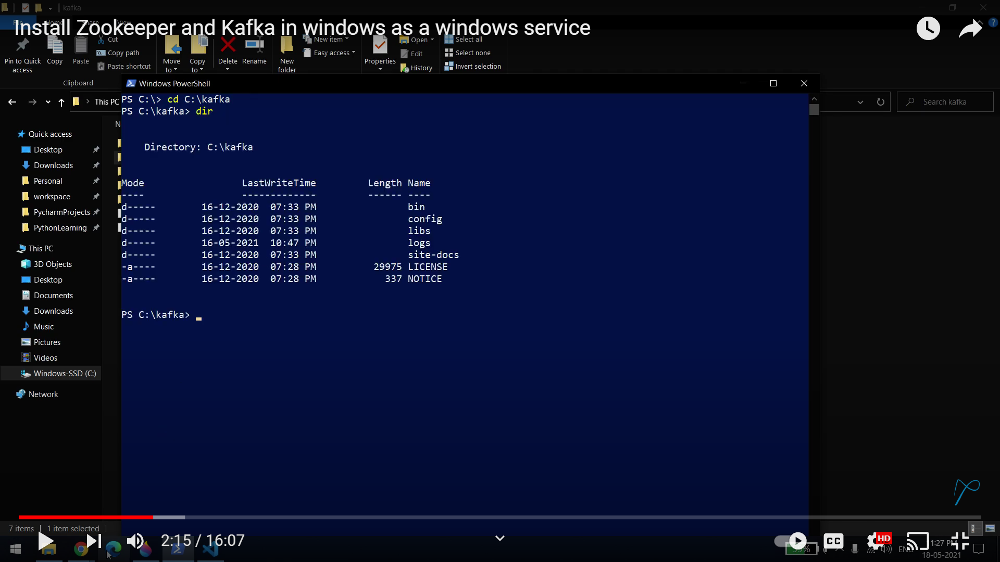 kafka
File Home Share View
Install Zookeeper and Kafka in windows as a windows service
Pin to Quick access
Copy
Paste
Cut
Copy path
Paste shortcut
Clipboard
Move to
Copy to
Delete
Rename
New folder
New item
Easy access
Properties
Open
Edit
History
Select all
Select none
Invert selection
This PC
Search kafka
Windows PowerShell
PS C:\> cd C:\kafka
PS C:\kafka> dir
Directory: C:\kafka
Mode LastWriteTime Length Name
---- ------------- ------ ----
d----- 16-12-2020 07:33 PM bin
d----- 16-12-2020 07:33 PM config
d----- 16-12-2020 07:33 PM libs
d----- 16-05-2021 10:47 PM logs
d----- 16-12-2020 07:33 PM site-docs
-a---- 16-12-2020 07:28 PM 29975 LICENSE
-a---- 16-12-2020 07:28 PM 337 NOTICE
PS C:\kafka>
N
Quick access
Desktop
Downloads
Personal
workspace
PycharmProjects
PythonLearning
This PC
3D Objects
Desktop
Documents
Downloads
Music
Pictures
Videos
Windows-SSD (C:)
Network
7 items
1 item selected
2:15 / 16:07
CC
HD
1:27 PM
18-05-2021